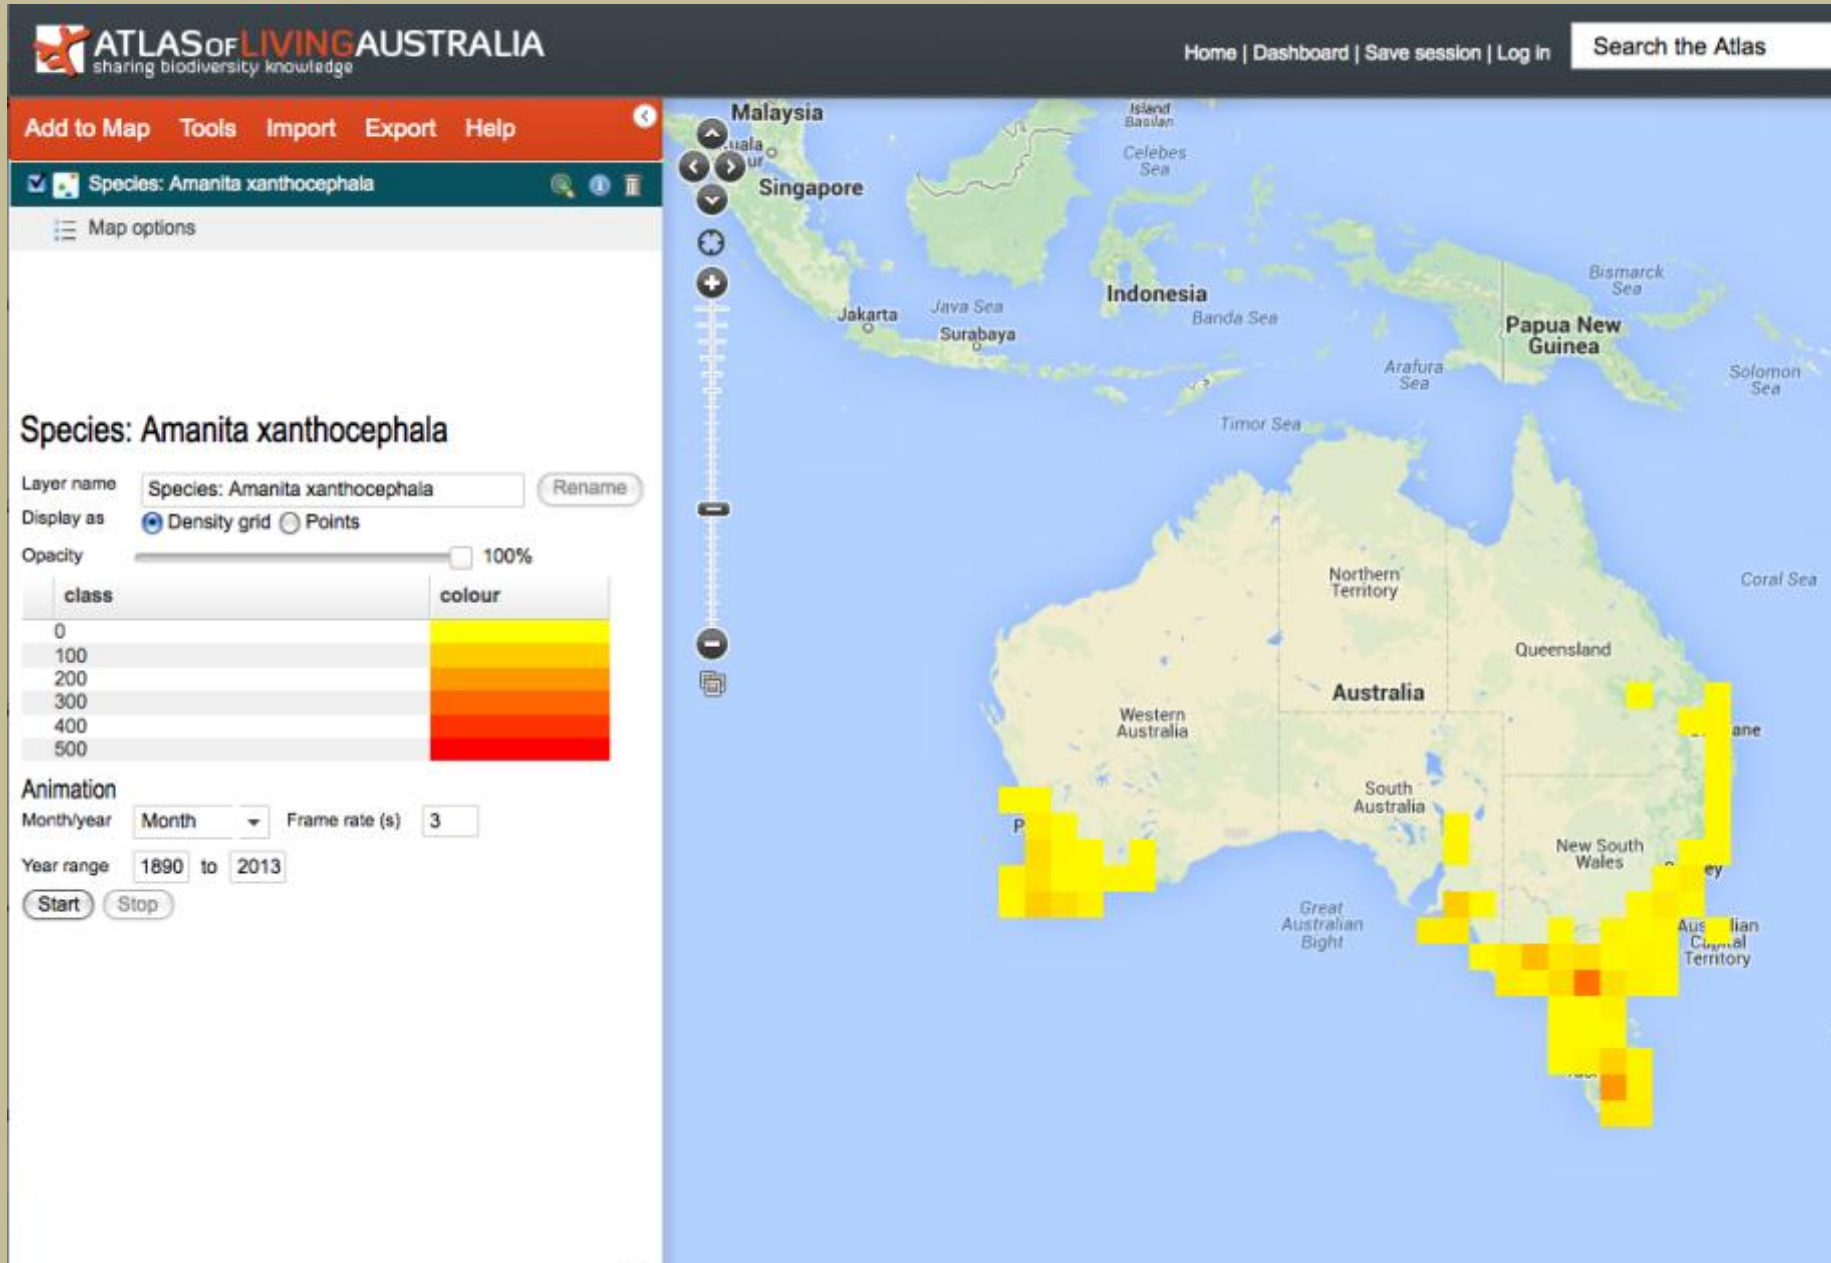 ATLAS OF LIVING AUSTRALIA
sharing biodiversity knowledge
Home | Dashboard | Save session | Log in
Search the Atlas
Add to Map Tools Import Export Help
Species: Amanita xanthocephala
Map options
Species: Amanita xanthocephala
Layer name Species: Amanita xanthocephala Rename
Display as Density grid Points
Opacity 100%
class colour
0
100
200
300
400
500
Animation
Month/year Month Frame rate (s) 3
Year range 1890 to 2013
Start Stop
Malaysia
Singapore
Island
Basilan
Celebes
Sea
Indonesia
Jakarta
Java Sea
Surabaya
Banda Sea
Bismarck
Sea
Papua New
Guinea
Arafura
Sea
Solomon
Sea
Timor Sea
Coral Sea
Northern
Territory
Queensland
Australia
Western
Australia
South
Australia
New South
Wales
Great
Australian
Bight
Territory